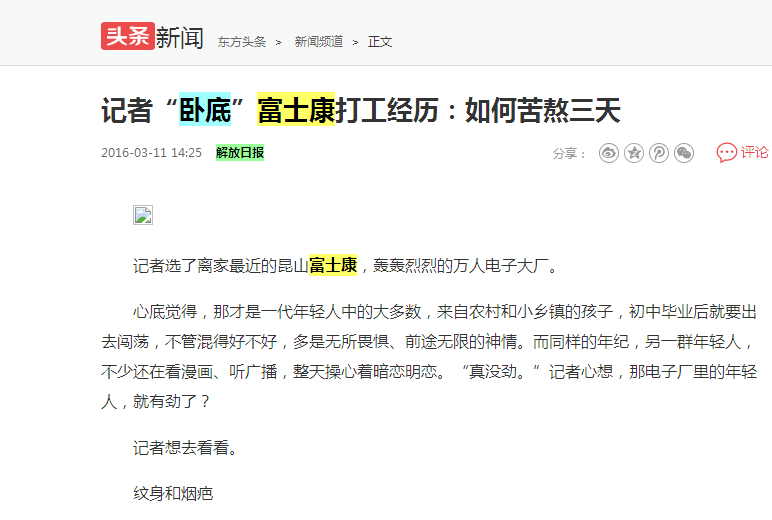 头条新闻 东方头条 > 新闻频道 > 正文
记者“卧底”富士康打工经历：如何苦熬三天
2016-03-11 14:25 解放日报 分享： 评论
记者选了离家最近的昆山富士康，轰轰烈烈的万人电子大厂。
心底觉得，那才是一代年轻人中的大多数，来自农村和小乡镇的孩子，初中毕业后就要出
去闯荡，不管混得好不好，多是无所畏惧、前途无限的神情。而同样的年纪，另一群年轻人，
不少还在看漫画、听广播，整天操心着暗恋明恋。“真没劲。”记者心想，那电子厂里的年轻
人，就有劲了？
记者想去看看。
纹身和烟疤